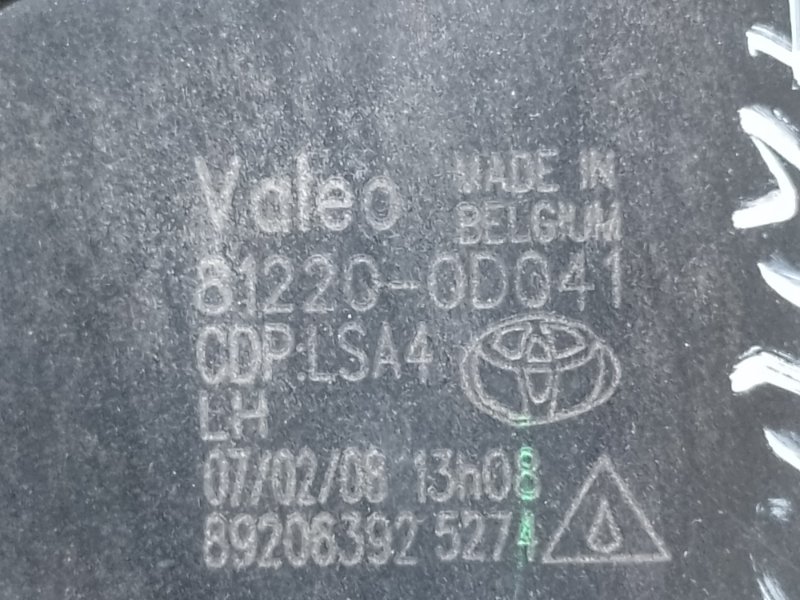 Valeo MADE IN
BELGIUM
81220-0D041
CDP:LSA4
LH
07/02/08 13h08
89206392 5274